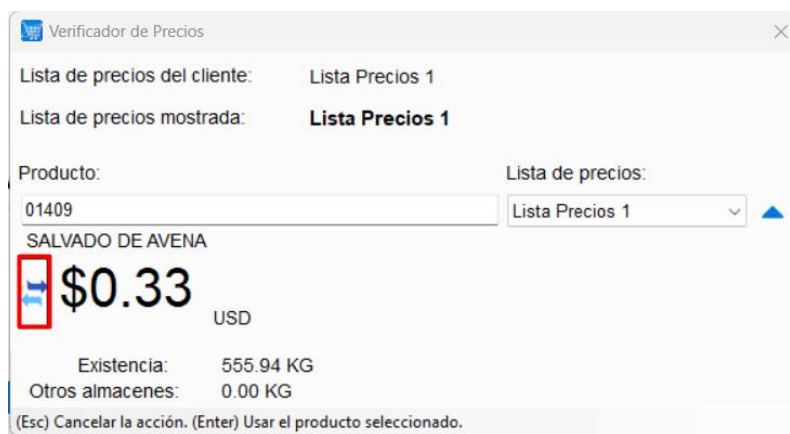 Verificador de Precios
Lista de precios del cliente: Lista Precios 1
Lista de precios mostrada: Lista Precios 1
Producto: Lista de precios:
01409 Lista Precios 1
SALVADO DE AVENA
$0.33 USD
Existencia: 555.94 KG
Otros almacenes: 0.00 KG
(Esc) Cancelar la acción. (Enter) Usar el producto seleccionado.